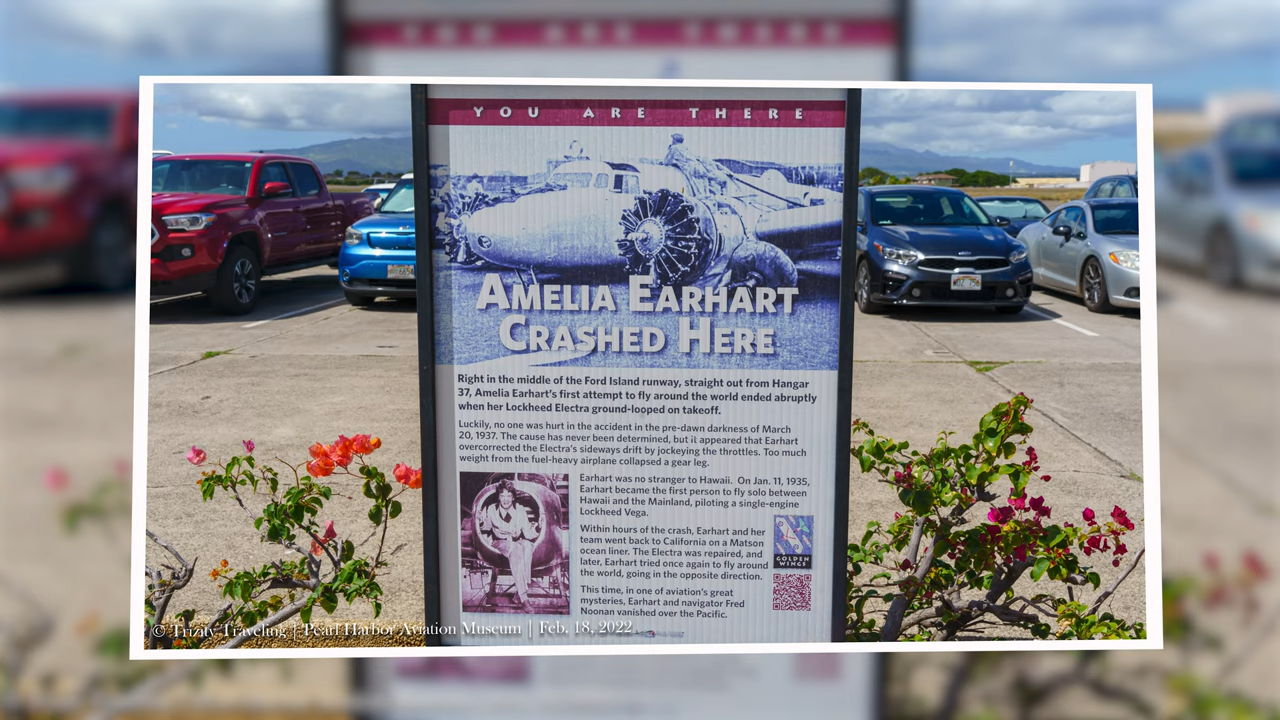 YOU ARE THERE
AMELIA EARHART
CRASHED HERE
Right in the middle of the Ford Island runway, straight out from Hangar
37, Amelia Earhart's first attempt to fly around the world ended abruptly
when her Lockheed Electra ground-looped on takeoff.
Luckily, no one was hurt in the accident in the pre-dawn darkness of March
20, 1937. The cause has never been determined, but it appeared that Earhart
overcorrected the Electra's sideways drift by jockeying the throttles. Too much
weight from the fuel-heavy airplane collapsed a gear leg.
Earhart was no stranger to Hawaii. On Jan. 11, 1935,
Earhart became the first person to fly solo between
Hawaii and the Mainland, piloting a single-engine
Lockheed Vega.
Within hours of the crash, Earhart and her
team went back to California on a Matson
ocean liner. The Electra was repaired, and
later, Earhart tried once again to fly around
the world, going in the opposite direction.
This time, in one of aviation's great
mysteries, Earhart and navigator Fred
Noonan vanished over the Pacific.
GOLDEN
WINGS
© Trizity Traveling | Pearl Harbor Aviation Museum | Feb. 18, 2022